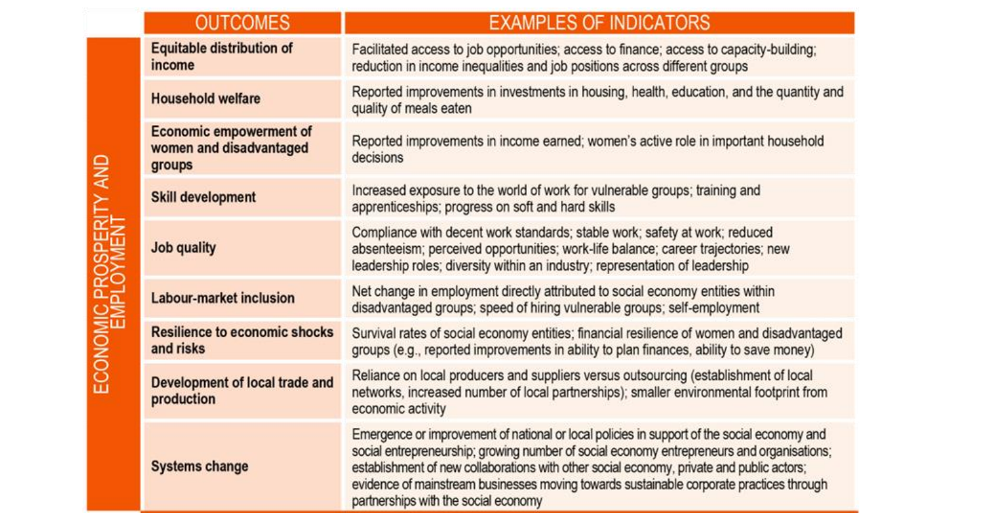 OUTCOMES
EXAMPLES OF INDICATORS
ECONOMIC PROSPERITY AND
EMPLOYMENT
Equitable distribution of
income
Facilitated access to job opportunities; access to finance; access to capacity-building;
reduction in income inequalities and job positions across different groups
Household welfare
Reported improvements in investments in housing, health, education, and the quantity and
quality of meals eaten
Economic empowerment of
women and disadvantaged
groups
Reported improvements in income earned; women's active role in important household
decisions
Skill development
Increased exposure to the world of work for vulnerable groups; training and
apprenticeships; progress on soft and hard skills
Job quality
Compliance with decent work standards; stable work; safety at work; reduced
absenteeism; perceived opportunities; work-life balance; career trajectories; new
leadership roles; diversity within an industry; representation of leadership
Labour-market inclusion
Net change in employment directly attributed to social economy entities within
disadvantaged groups; speed of hiring vulnerable groups; self-employment
Resilience to economic shocks
and risks
Survival rates of social economy entities; financial resilience of women and disadvantaged
groups (e.g., reported improvements in ability to plan finances, ability to save money)
Development of local trade and
production
Reliance on local producers and suppliers versus outsourcing (establishment of local
networks, increased number of local partnerships); smaller environmental footprint from
economic activity
Systems change
Emergence or improvement of national or local policies in support of the social economy and
social entrepreneurship; growing number of social economy entrepreneurs and organisations;
establishment of new collaborations with other social economy, private and public actors;
evidence of mainstream businesses moving towards sustainable corporate practices through
partnerships with the social economy